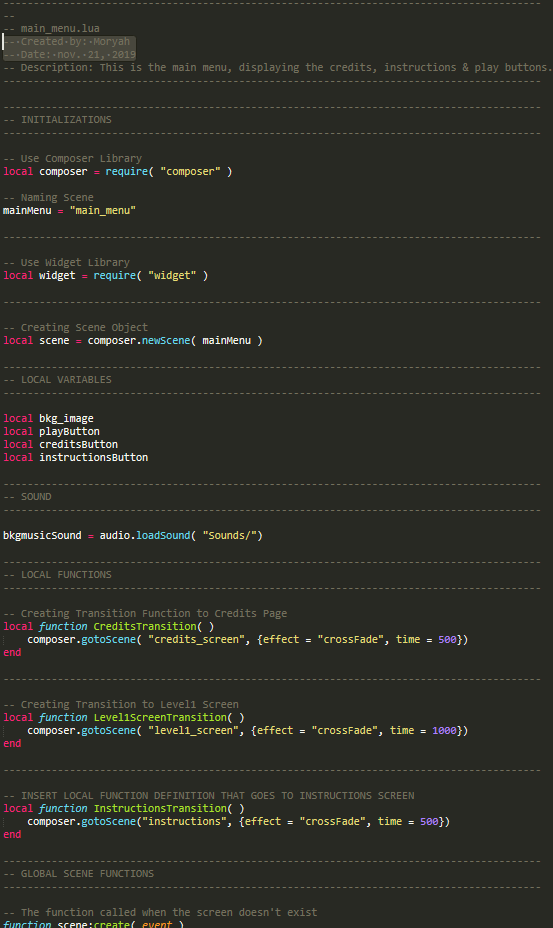 -----------------------------------------------------------------------------------------
--
-- main_menu.lua
-- Created by: Moryah
-- Date: nov. 21, 2019
-- Description: This is the main menu, displaying the credits, instructions & play buttons.
-----------------------------------------------------------------------------------------
-----------------------------------------------------------------------------------------
-- INITIALIZATIONS
-----------------------------------------------------------------------------------------
-- Use Composer Library
local composer = require( "composer" )
-- Naming Scene
mainMenu = "main_menu"
-----------------------------------------------------------------------------------------
-- Use Widget Library
local widget = require( "widget" )
-----------------------------------------------------------------------------------------
-- Creating Scene Object
local scene = composer.newScene( mainMenu )
-----------------------------------------------------------------------------------------
-- LOCAL VARIABLES
-----------------------------------------------------------------------------------------
local bkg_image
local playButton
local creditsButton
local instructionsButton
-----------------------------------------------------------------------------------------
-- SOUND
-----------------------------------------------------------------------------------------
bkgmusicSound = audio.loadSound( "Sounds/")
-----------------------------------------------------------------------------------------
-- LOCAL FUNCTIONS
-----------------------------------------------------------------------------------------
-- Creating Transition Function to Credits Page
local function CreditsTransition( )
    composer.gotoScene( "credits_screen", {effect = "crossFade", time = 500})
end
-----------------------------------------------------------------------------------------
-- Creating Transition to Level1 Screen
local function Level1ScreenTransition( )
    composer.gotoScene( "level1_screen", {effect = "crossFade", time = 1000})
end
-----------------------------------------------------------------------------------------
-- INSERT LOCAL FUNCTION DEFINITION THAT GOES TO INSTRUCTIONS SCREEN
local function InstructionsTransition( )
    composer.gotoScene("instructions", {effect = "crossFade", time = 500})
end
-----------------------------------------------------------------------------------------
-- GLOBAL SCENE FUNCTIONS
-----------------------------------------------------------------------------------------
-- The function called when the screen doesn't exist
function scene:create( event )